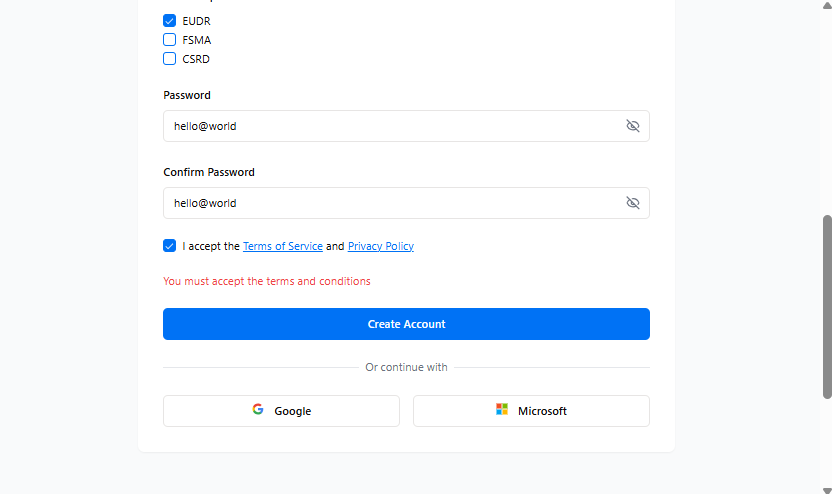 EUDR
FSMA
CSRD
Password
hello@world
Confirm Password
hello@world
I accept the Terms of Service and Privacy Policy
You must accept the terms and conditions
Create Account
Or continue with
Google
Microsoft